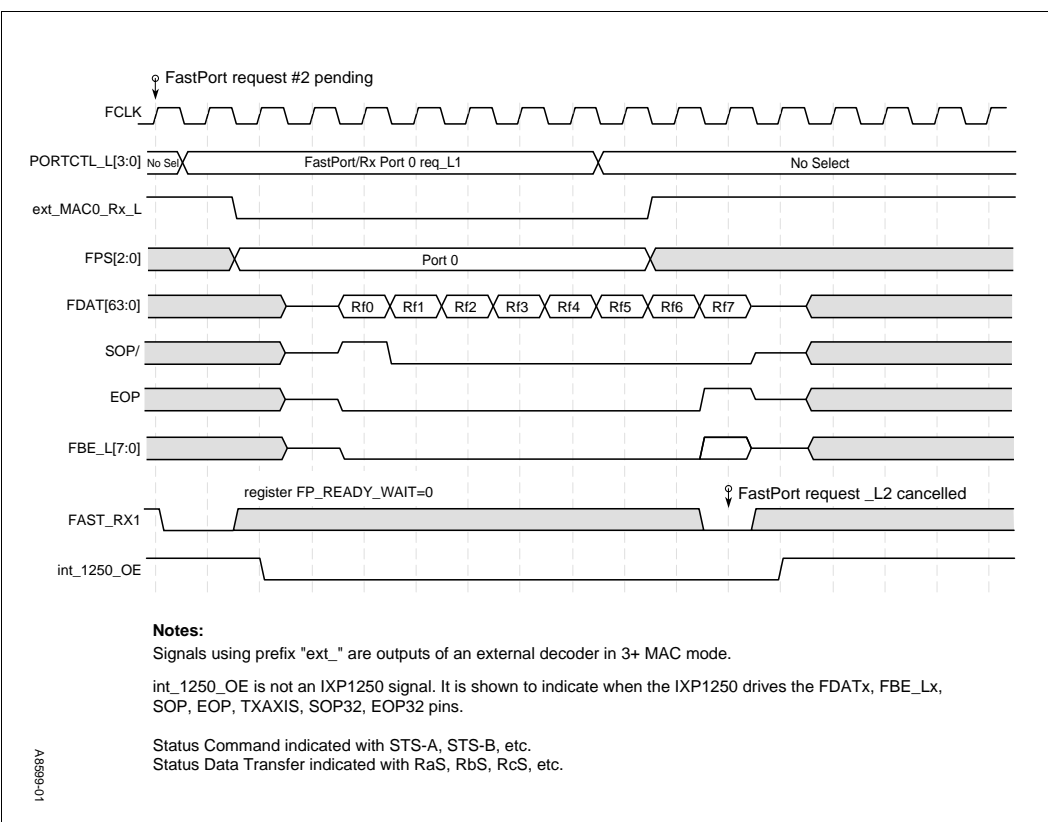 FastPort request #2 pending
FCLK
PORTCTL_L[3:0] No Sel FastPort/Rx Port 0 req_L1 No Select
ext_MAC0_Rx_L
FPS[2:0] Port 0
FDAT[63:0] Rf0 Rf1 Rf2 Rf3 Rf4 Rf5 Rf6 Rf7
SOP/
EOP
FBE_L[7:0]
register FP_READY_WAIT=0 FastPort request _L2 cancelled
FAST_RX1
int_1250_OE
Notes:
Signals using prefix "ext_" are outputs of an external decoder in 3+ MAC mode.
int_1250_OE is not an IXP1250 signal. It is shown to indicate when the IXP1250 drives the FDATx, FBE_Lx,
SOP, EOP, TXAXIS, SOP32, EOP32 pins.
Status Command indicated with STS-A, STS-B, etc.
Status Data Transfer indicated with RaS, RbS, RcS, etc.
A8599-01